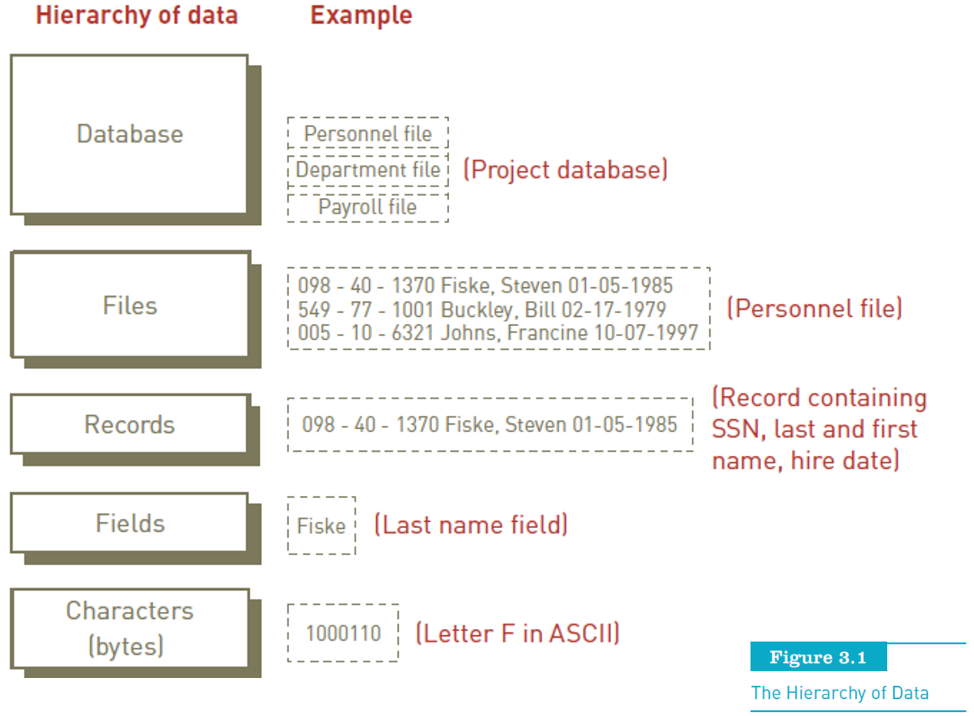 Hierarchy of data
Example
Database
Personnel file
Department file
Payroll file
(Project database)
Files
098 - 40 - 1370 Fiske, Steven 01-05-1985
549 - 77 - 1001 Buckley, Bill 02-17-1979
005 - 10 - 6321 Johns, Francine 10-07-1997
(Personnel file)
Records
098 - 40 - 1370 Fiske, Steven 01-05-1985
(Record containing
SSN, last and first
name, hire date)
Fields
Fiske
(Last name field)
Characters
(bytes)
1000110
(Letter F in ASCII)
Figure 3.1
The Hierarchy of Data